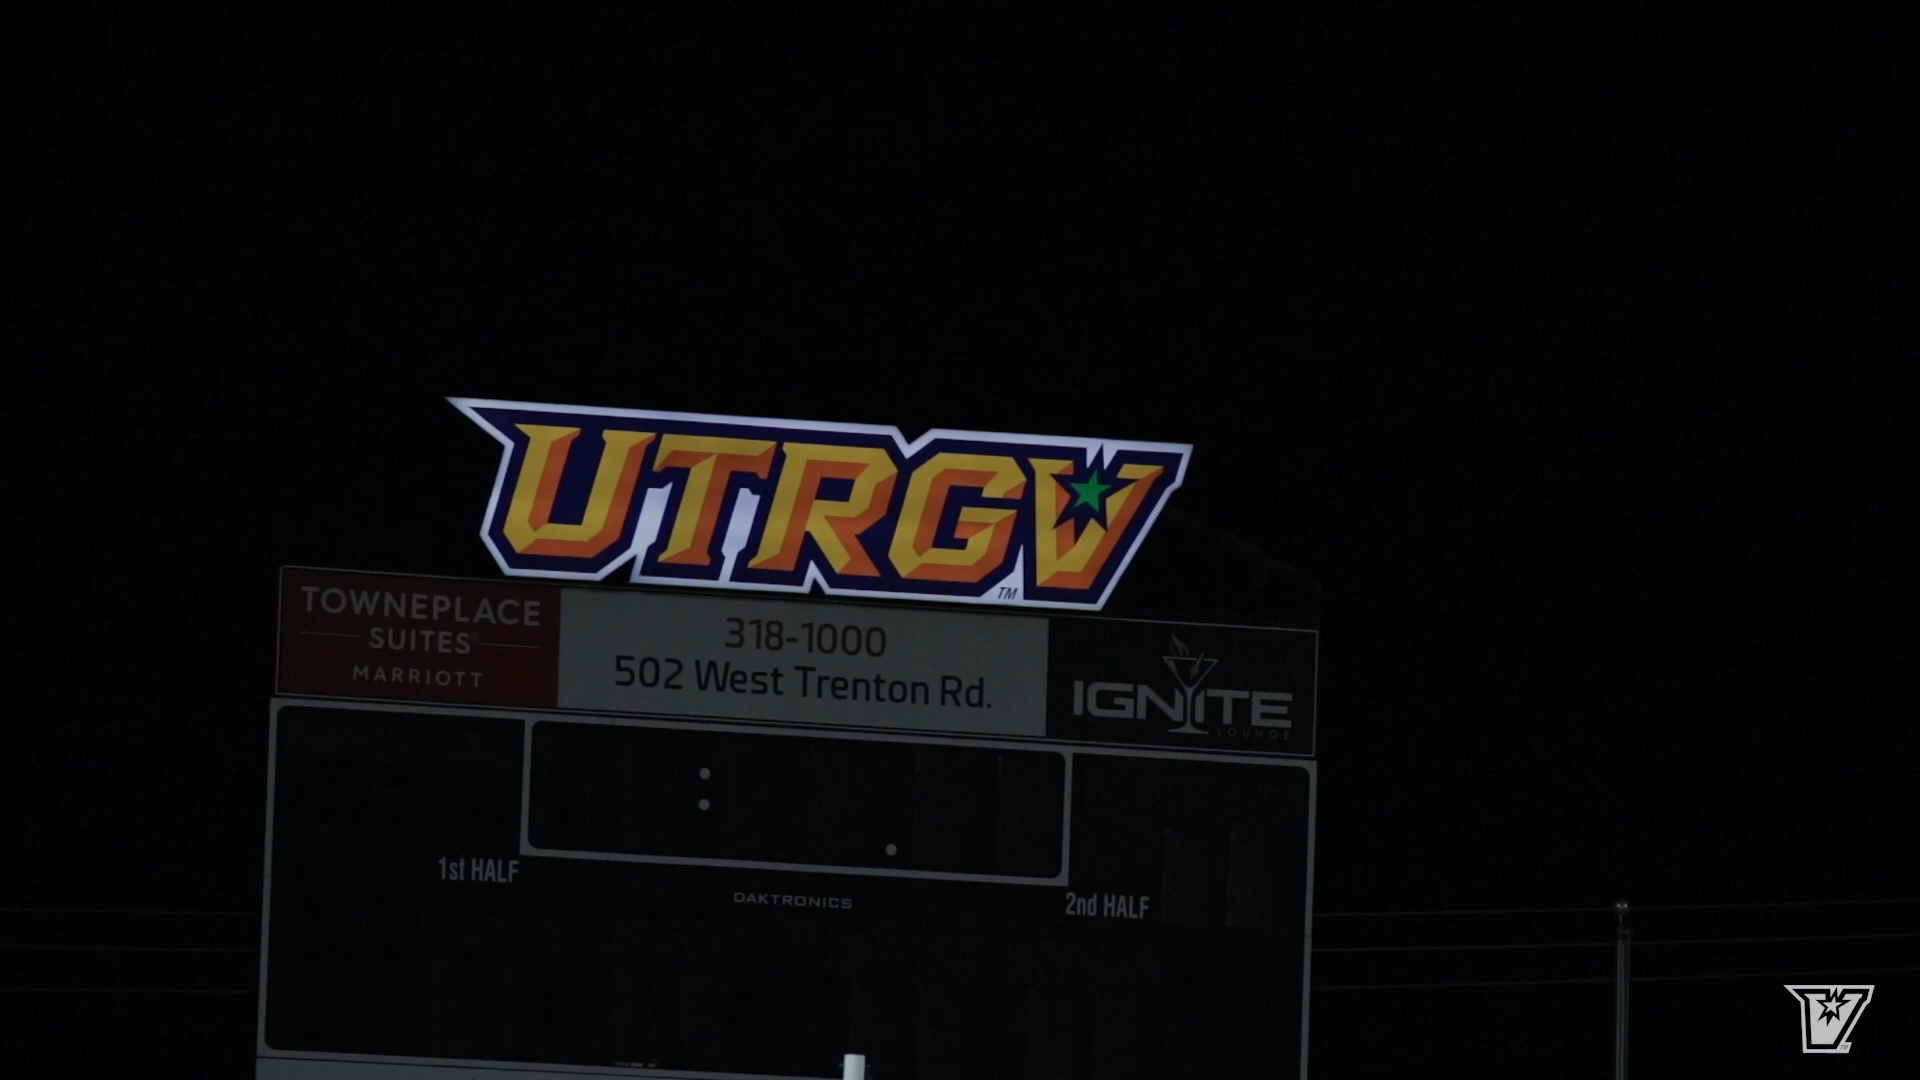 UTRGV
TM
TOWNEPLACE
SUITES
MARRIOTT
318-1000
502 West Trenton Rd.
IGNITE
LOUNGE
1st HALF
DAKTRONICS
2nd HALF